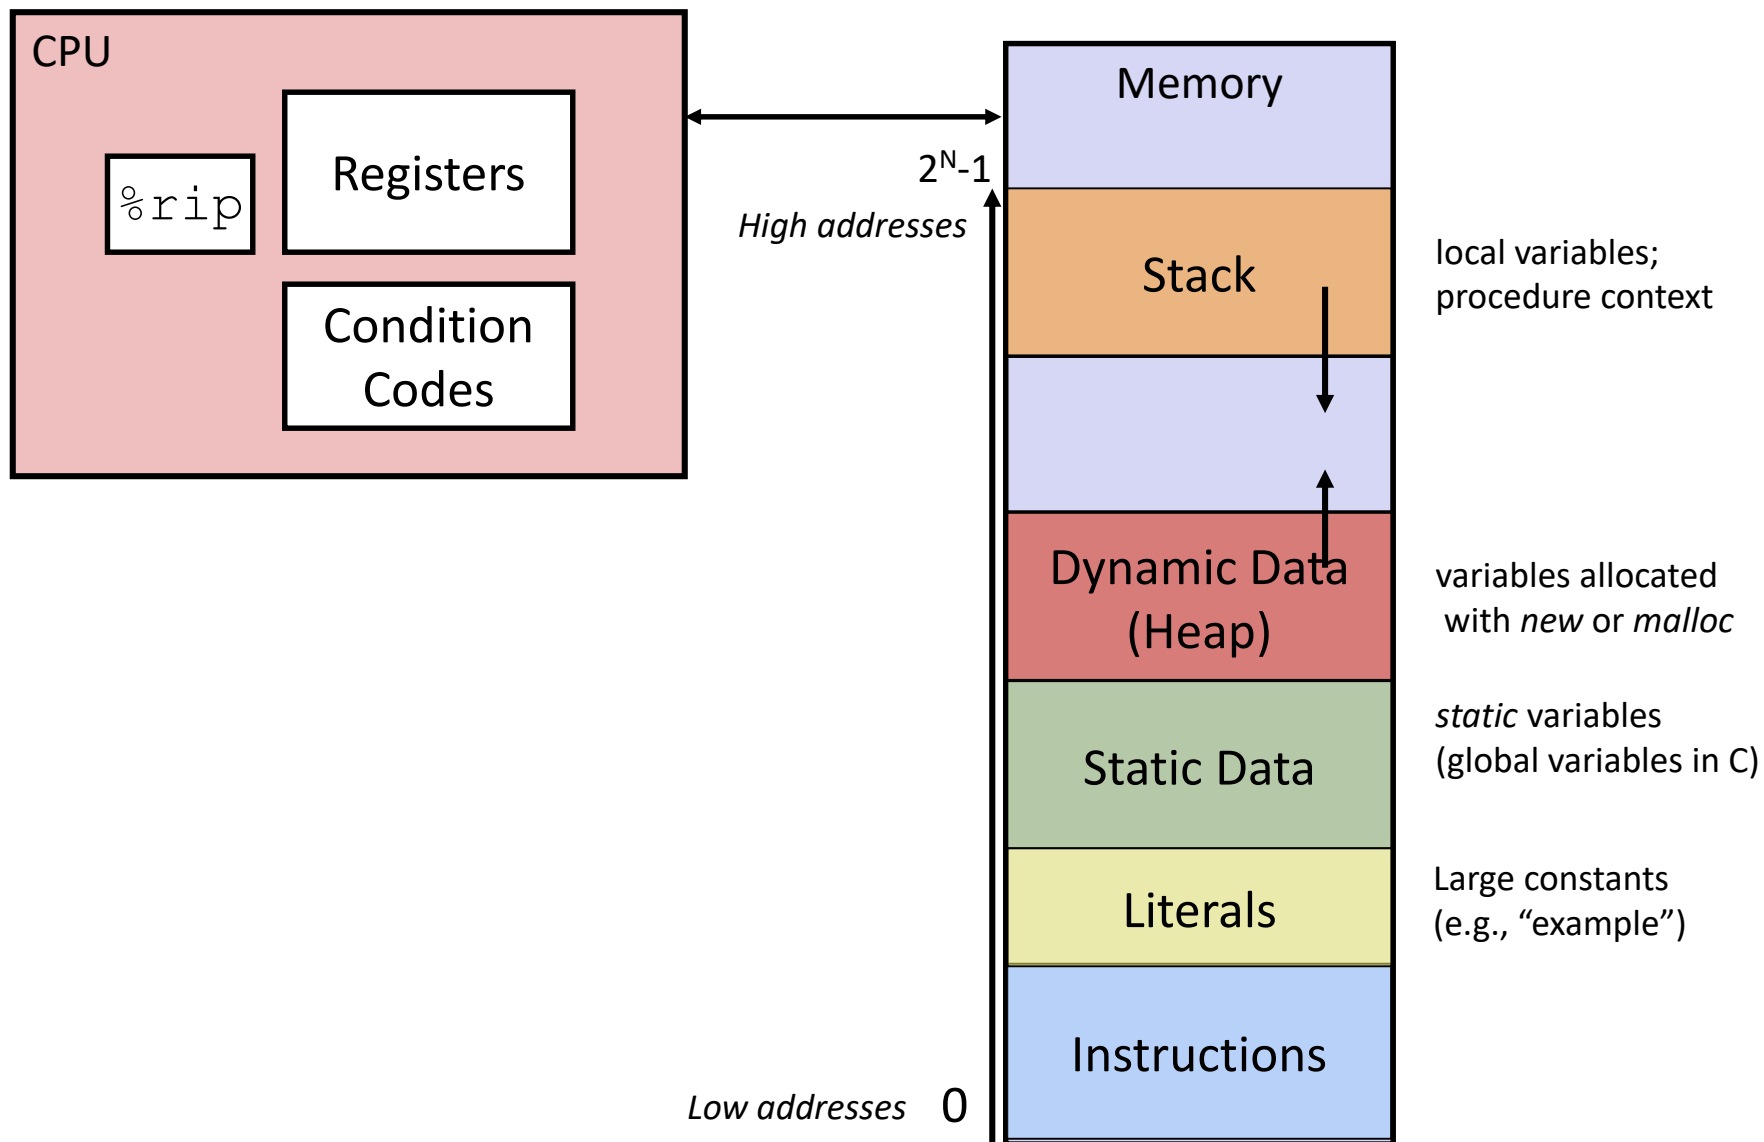 CPU
Registers
%rip
Condition
Codes
Memory
2ᴺ-1
High addresses
Stack
local variables;
procedure context
Dynamic Data
(Heap)
variables allocated
with new or malloc
Static Data
static variables
(global variables in C)
Literals
Large constants
(e.g., “example”)
Instructions
Low addresses 0